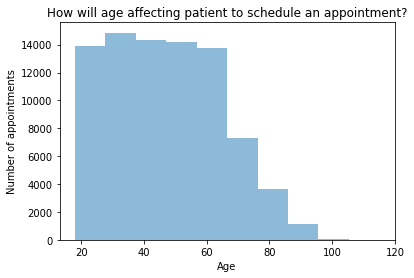 How will age affecting patient to schedule an appointment?
14000
12000
10000
8000
6000
4000
2000
0
Number of appointments
20 40 60 80 100 120
Age